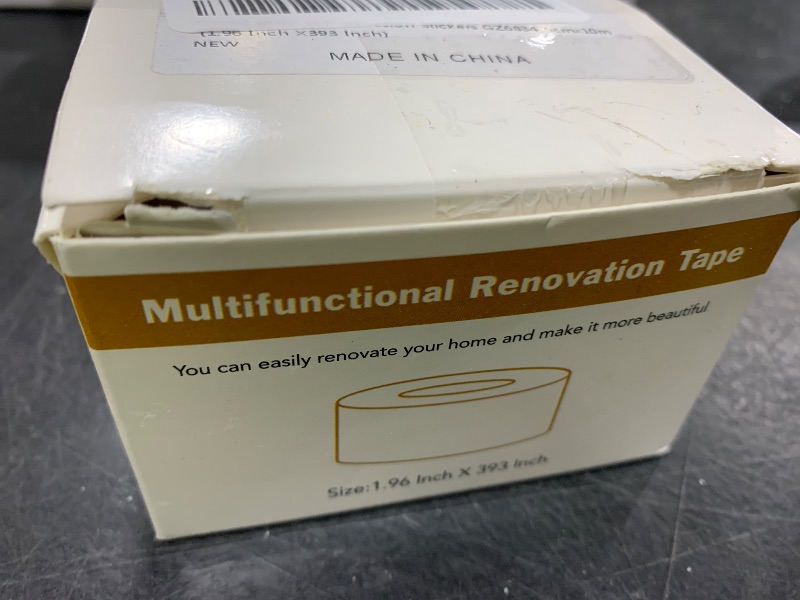 stickers
(1.96 Inch X393 Inch)
NEW
MADE IN CHINA
Multifunctional Renovation Tape
You can easily renovate your home and make it more beautiful
Size:1.96 Inch X 393 Inch